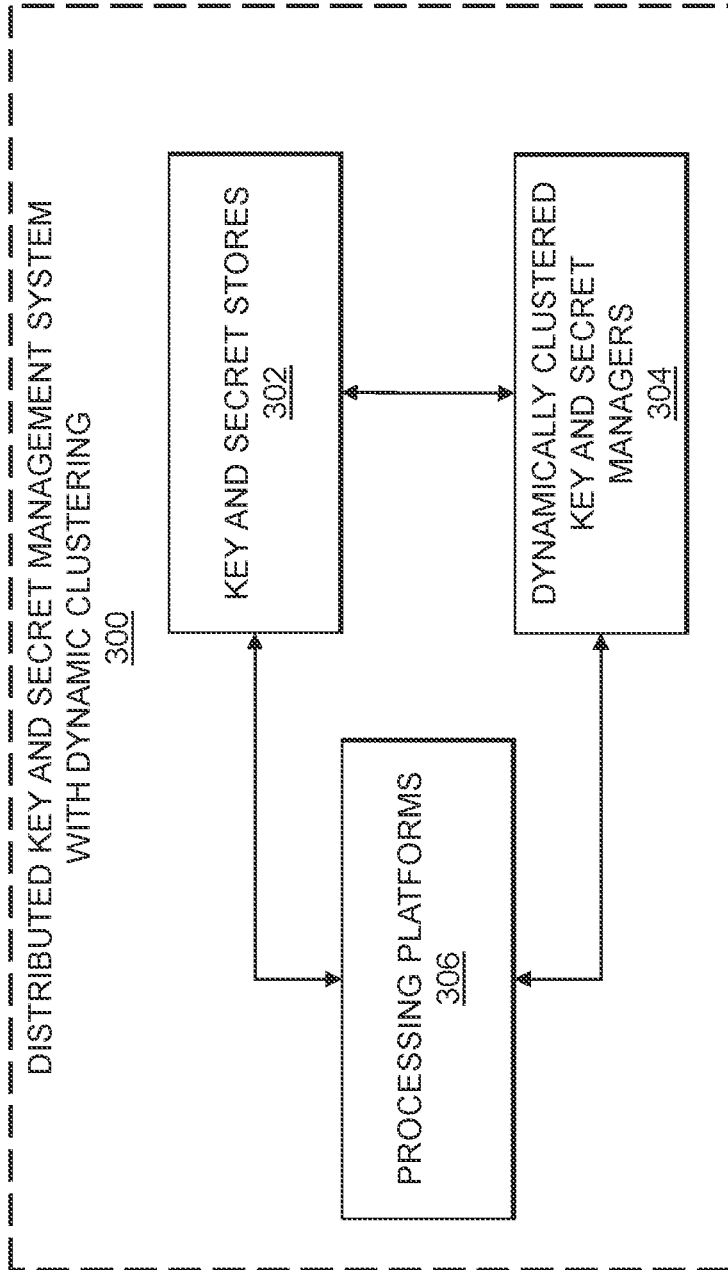 DISTRIBUTED KEY AND SECRET MANAGEMENT SYSTEM
WITH DYNAMIC CLUSTERING
300
KEY AND SECRET STORES
302
PROCESSING PLATFORMS
306
DYNAMICALLY CLUSTERED
KEY AND SECRET
MANAGERS
304